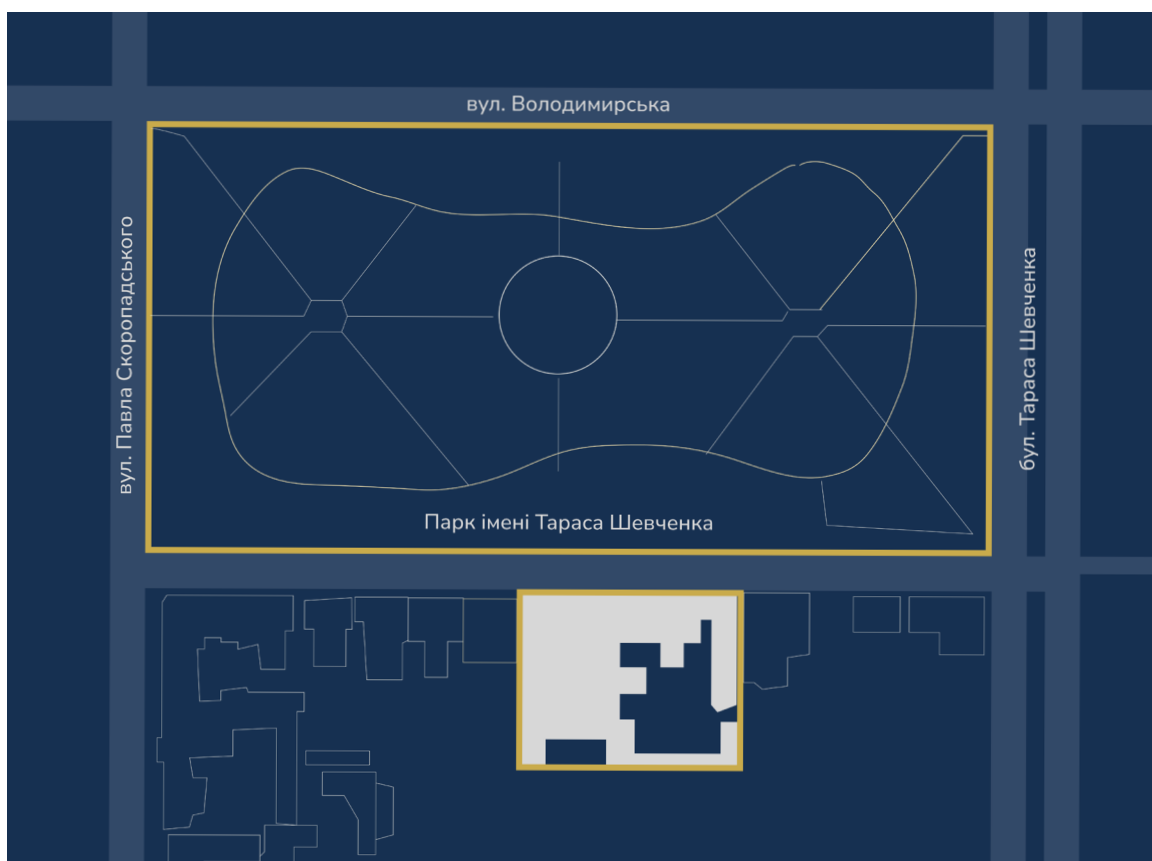 вул. Володимирська
вул. Павла Скоропадського
бул. Тараса Шевченка
Парк імені Тараса Шевченка